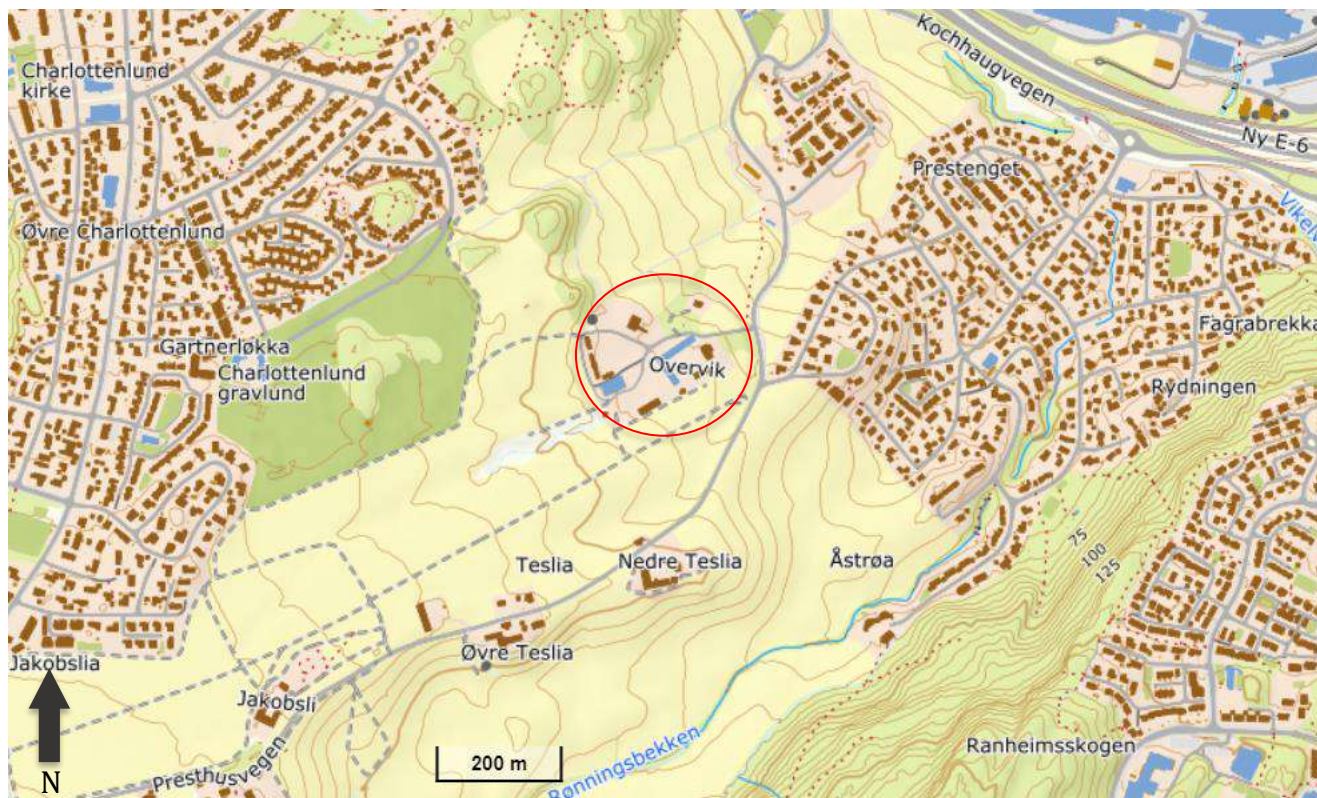 Kochhaugvegen
Charlottenlund
kirke
Ny E-6
Prestenget
Øvre Charlottenlund
Fagrabrekka
Gartnerløkka
Overvik
Charlottenlund
gravlund
Rydningen
75
100
125
Teslia
Nedre Teslia
Åstrøa
Øvre Teslia
Jakobslia
Jakobsli
Presthusvegen
200 m
Rønningsbekken
Ranheimsskogen
N